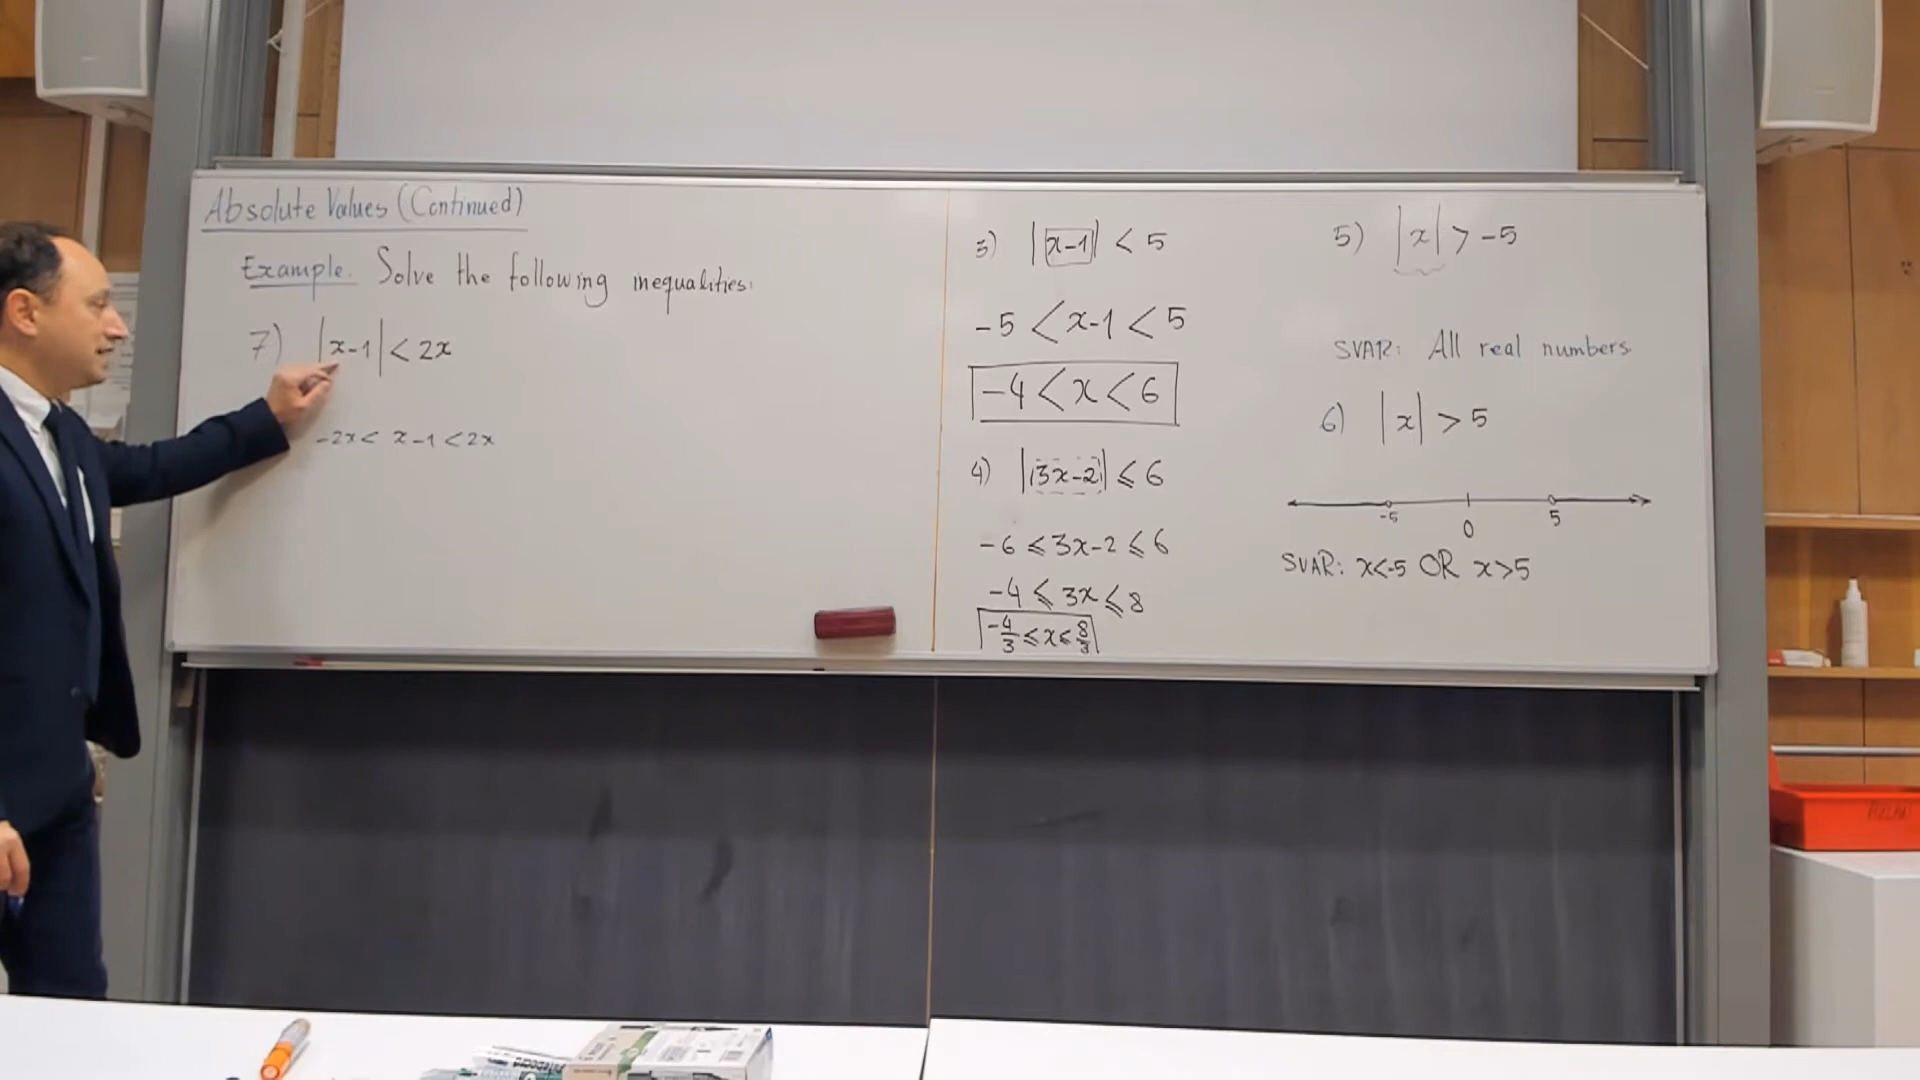 Absolute Values (Continued)
Example. Solve the following inequalities:
7) |x-1| < 2x
-2x < x-1 < 2x
3) |x-1| < 5
-5 < x-1 < 5
-4 < x < 6
4) |3x-2| ⩽ 6
-6 ⩽ 3x-2 ⩽ 6
-4 ⩽ 3x ⩽ 8
-4/3 ⩽ x ⩽ 8/3
5) |x| > -5
SVAR: All real numbers
6) |x| > 5
-5 0 5
SVAR: x<-5 OR x>5